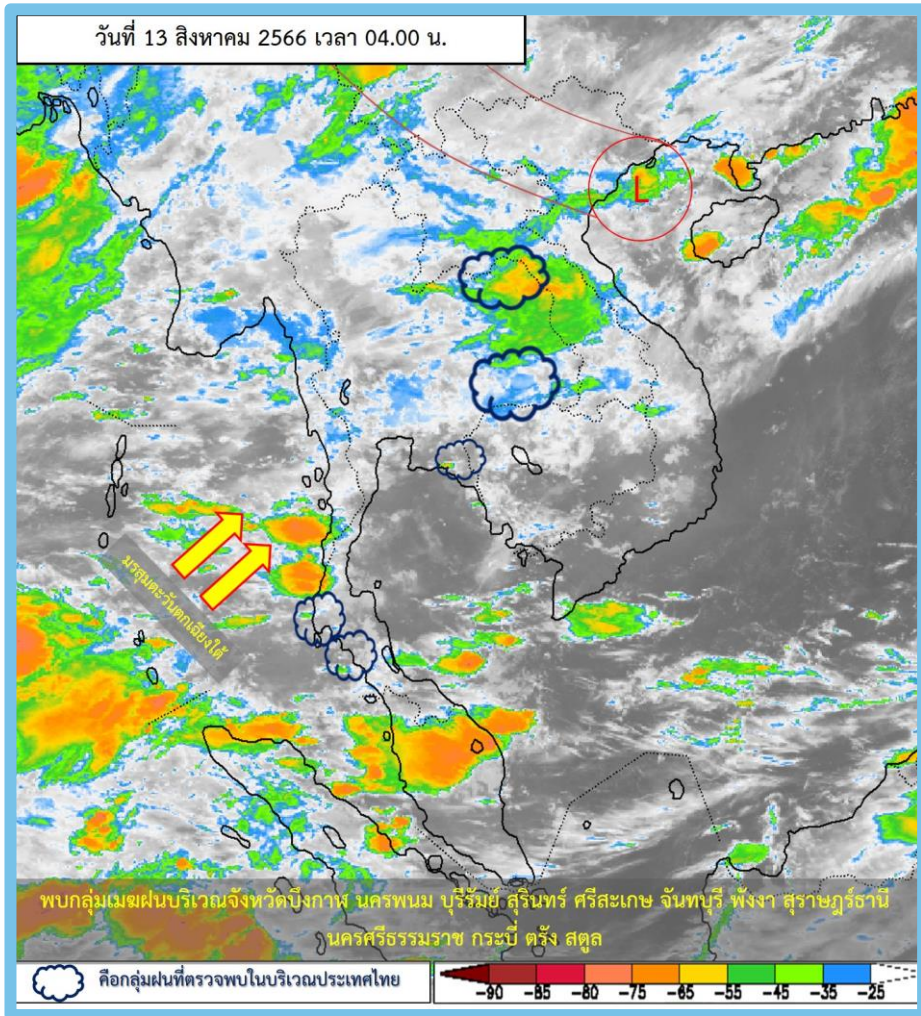 วันที่ 13 สิงหาคม 2566 เวลา 04.00 น.
L
มรสุมตะวันตกเฉียงใต้
พบกลุ่มเมฆฝนบริเวณจังหวัดบึงกาฬ นครพนม บุรีรัมย์ สุรินทร์ ศรีสะเกษ จันทบุรี พังงา สุราษฎร์ธานี
นครศรีธรรมราช กระบี่ ตรัง สตูล
คือกลุ่มฝนที่ตรวจพบในบริเวณประเทศไทย
-90 -85 -80 -75 -65 -55 -45 -35 -25